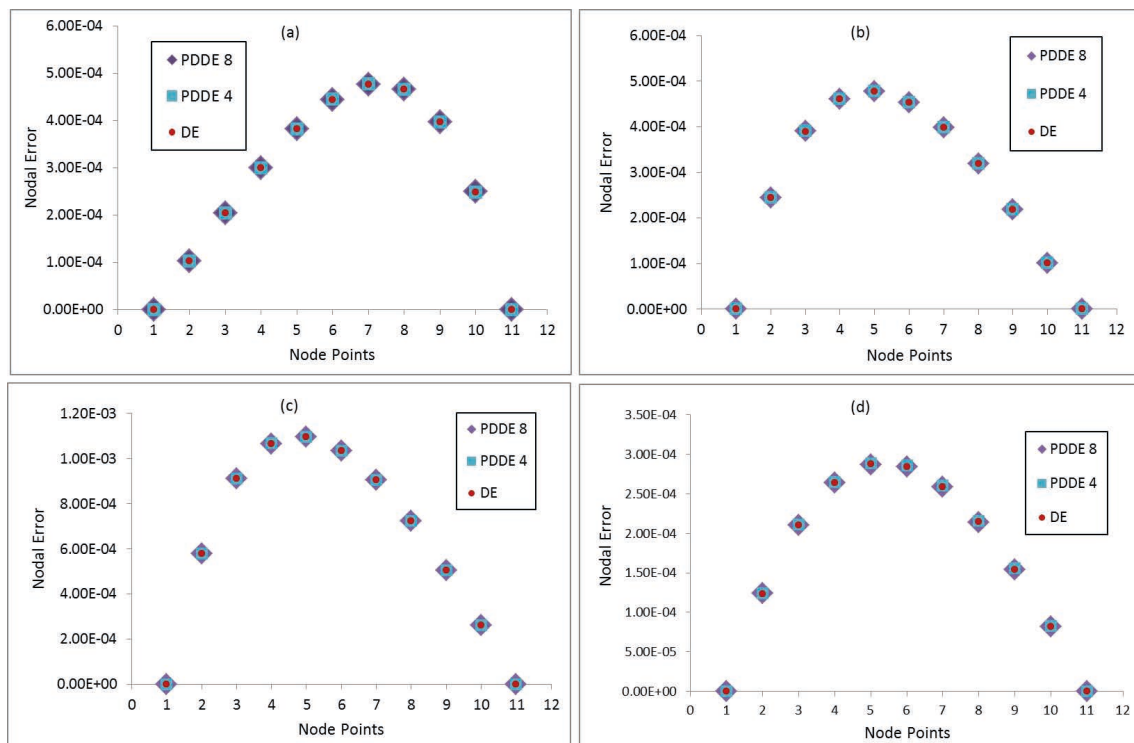 (a)
6.00E-04
5.00E-04
4.00E-04
3.00E-04
2.00E-04
1.00E-04
0.00E+00
Nodal Error
PDDE 8
PDDE 4
DE
0 1 2 3 4 5 6 7 8 9 10 11 12
Node Points
(b)
6.00E-04
5.00E-04
4.00E-04
3.00E-04
2.00E-04
1.00E-04
0.00E+00
Nodal Error
PDDE 8
PDDE 4
DE
0 1 2 3 4 5 6 7 8 9 10 11 12
Node Points
(c)
1.20E-03
1.00E-03
8.00E-04
6.00E-04
4.00E-04
2.00E-04
0.00E+00
Nodal Error
PDDE 8
PDDE 4
DE
0 1 2 3 4 5 6 7 8 9 10 11 12
Node Points
(d)
3.50E-04
3.00E-04
2.50E-04
2.00E-04
1.50E-04
1.00E-04
5.00E-05
0.00E+00
Nodal Error
PDDE 8
PDDE 4
DE
0 1 2 3 4 5 6 7 8 9 10 11 12
Node Points